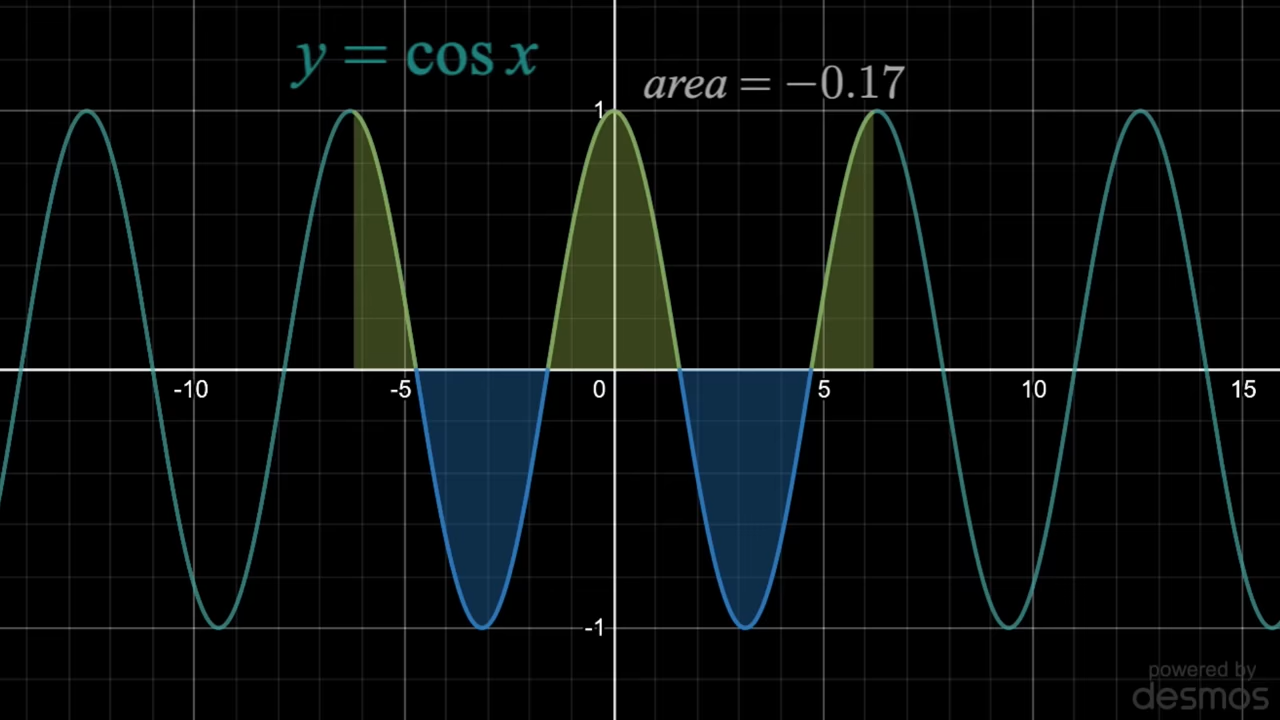 y = cos x
area = −0.17
1
-10 -5 0 5 10 15
-1
powered by
desmos